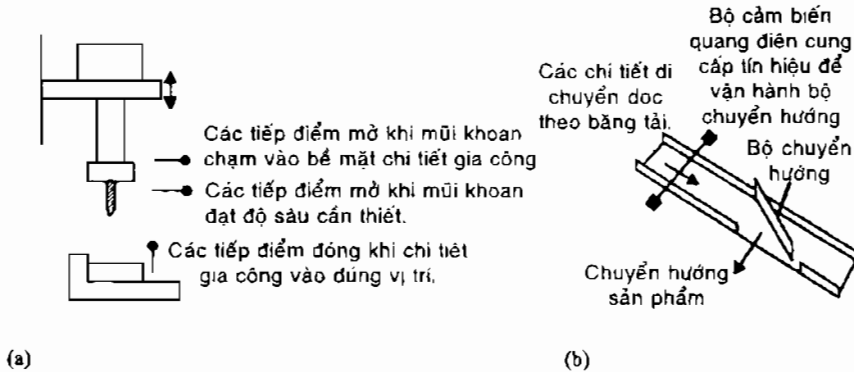 Các tiếp điểm mở khi mũi khoan
chạm vào bề mặt chi tiết gia công
Các tiếp điểm mở khi mũi khoan
đạt độ sâu cần thiết.
Các tiếp điểm đóng khi chi tiêt
gia công vào đúng vị trí.
(a)
Bộ cảm biến
quang điện cung
cấp tín hiệu để
vận hành bộ
chuyển hướng
Các chi tiết di
chuyển dọc
theo băng tải.
Bộ chuyển
hướng
Chuyển hướng
sản phẩm
(b)